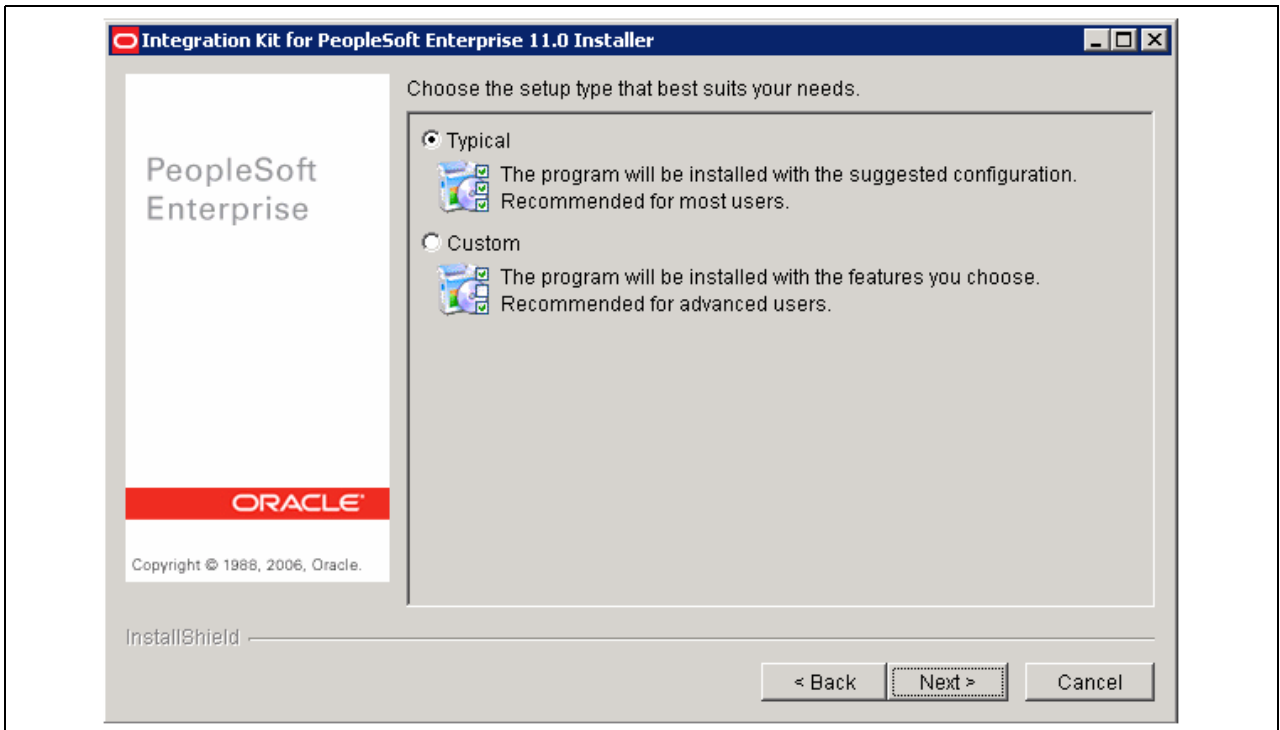 Integration Kit for PeopleSoft Enterprise 11.0 Installer
Choose the setup type that best suits your needs.
PeopleSoft
Enterprise
Typical
The program will be installed with the suggested configuration.
Recommended for most users.
Custom
The program will be installed with the features you choose.
Recommended for advanced users.
ORACLE
Copyright © 1988, 2006, Oracle.
InstallShield
< Back
Next >
Cancel